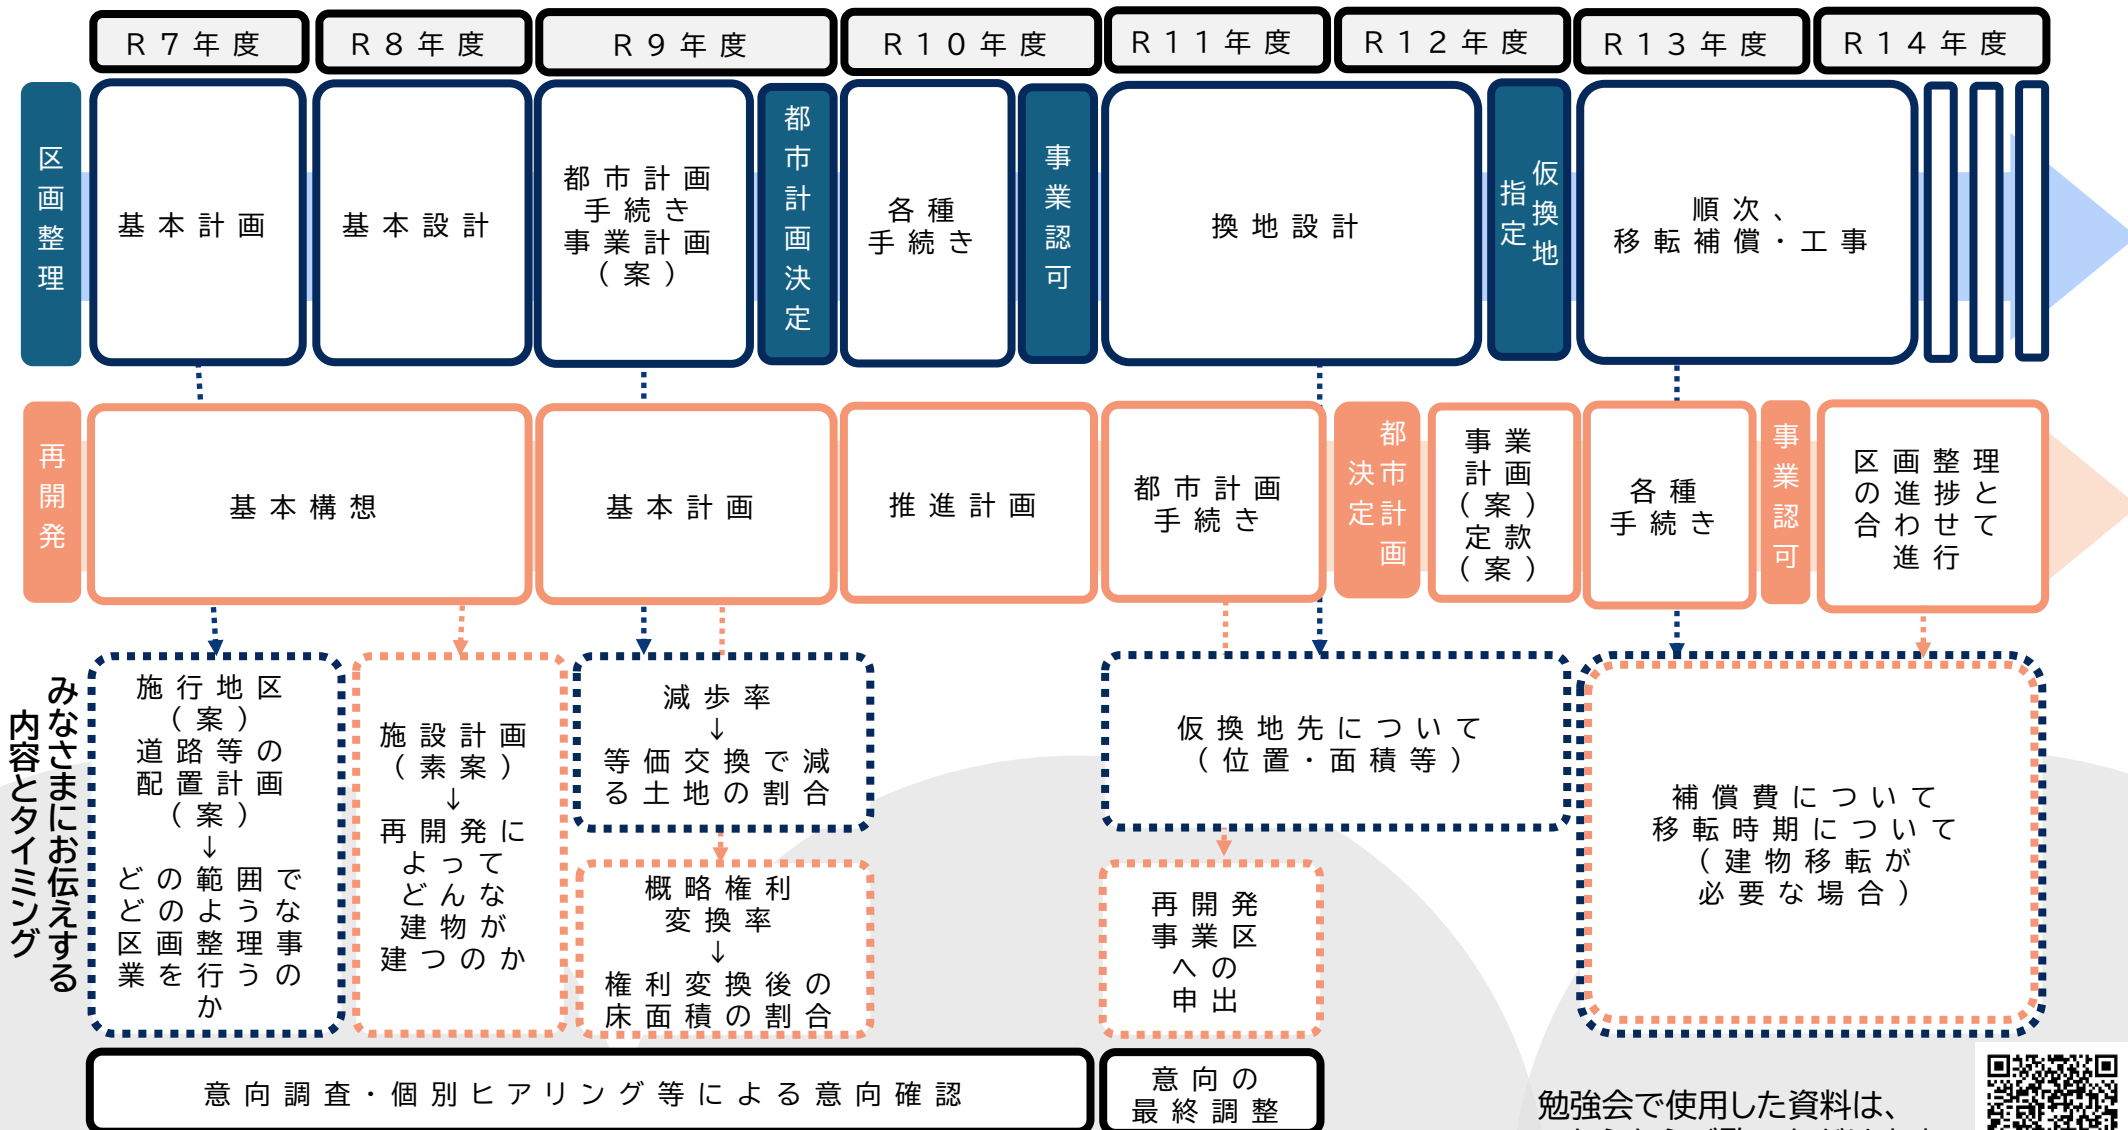 R7年度
R8年度
R9年度
R10年度
R11年度
R12年度
R13年度
R14年度
区画整理
基本計画
基本設計
都市計画
手続き
事業計画
（案）
都市計画決定
各種
手続き
事業認可
換地設計
仮換地
指定
順次、
移転補償・工事
再開発
基本構想
基本計画
推進計画
都市計画
手続き
都市計画
決定
事業
計画
（案）
定款
（案）
各種
手続き
事業認可
区画整理と
の進捗せて
合わ
進行
みなさまにお伝えする
内容とタイミング
施行地区
（案）
道路等の
配置計画
（案）
↓
どの範囲で
どのような
区画整理事
業を行うの
か
施設計画
（素案）
↓
再開発に
よって
どんな
建物が
建つのか
減歩率
↓
等価交換で減
る土地の割合
概略権利
変換率
↓
権利変換後の
床面積の割合
仮換地先について
（位置・面積等）
再開発
事業区
への
申出
補償費について
移転時期について
（建物移転が
必要な場合）
意向調査・個別ヒアリング等による意向確認
意向の
最終調整
勉強会で使用した資料は、